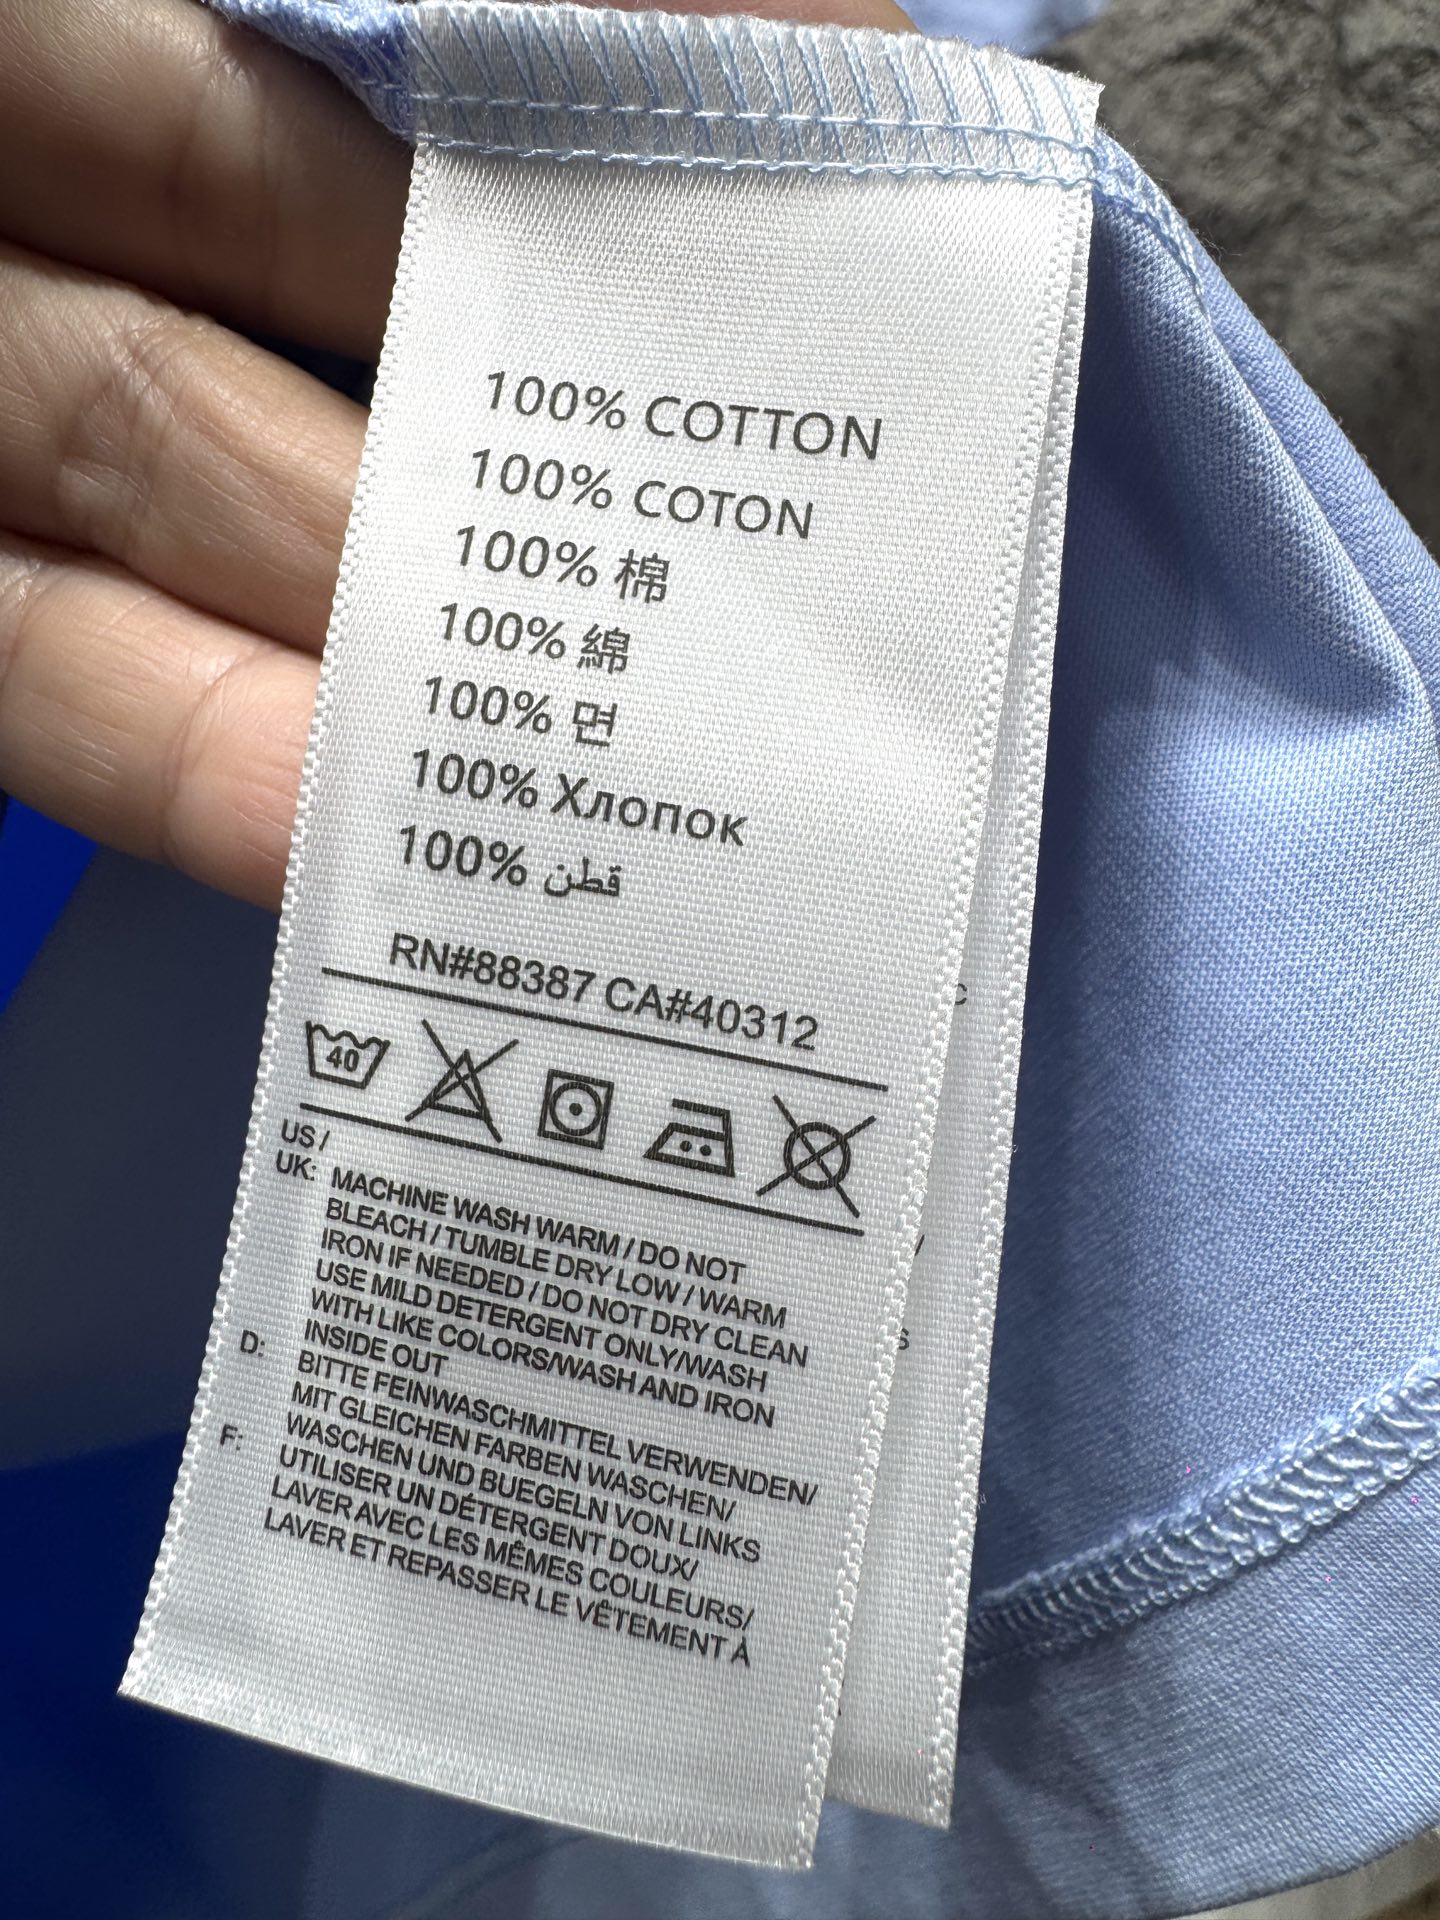 100% COTTON
100% COTON
100% 棉
100% 綿
100% 면
100% Хлопок
100% قطن
RN#88387 CA#40312
40
US /
UK: MACHINE WASH WARM / DO NOT
BLEACH / TUMBLE DRY LOW / WARM
IRON IF NEEDED / DO NOT DRY CLEAN
USE MILD DETERGENT ONLY/WASH
WITH LIKE COLORS/WASH AND IRON
INSIDE OUT
D: BITTE FEINWASCHMITTEL VERWENDEN/
MIT GLEICHEN FARBEN WASCHEN/
WASCHEN UND BUEGELN VON LINKS
F: UTILISER UN DÉTERGENT DOUX/
LAVER AVEC LES MÊMES COULEURS/
LAVER ET REPASSER LE VÊTEMENT À